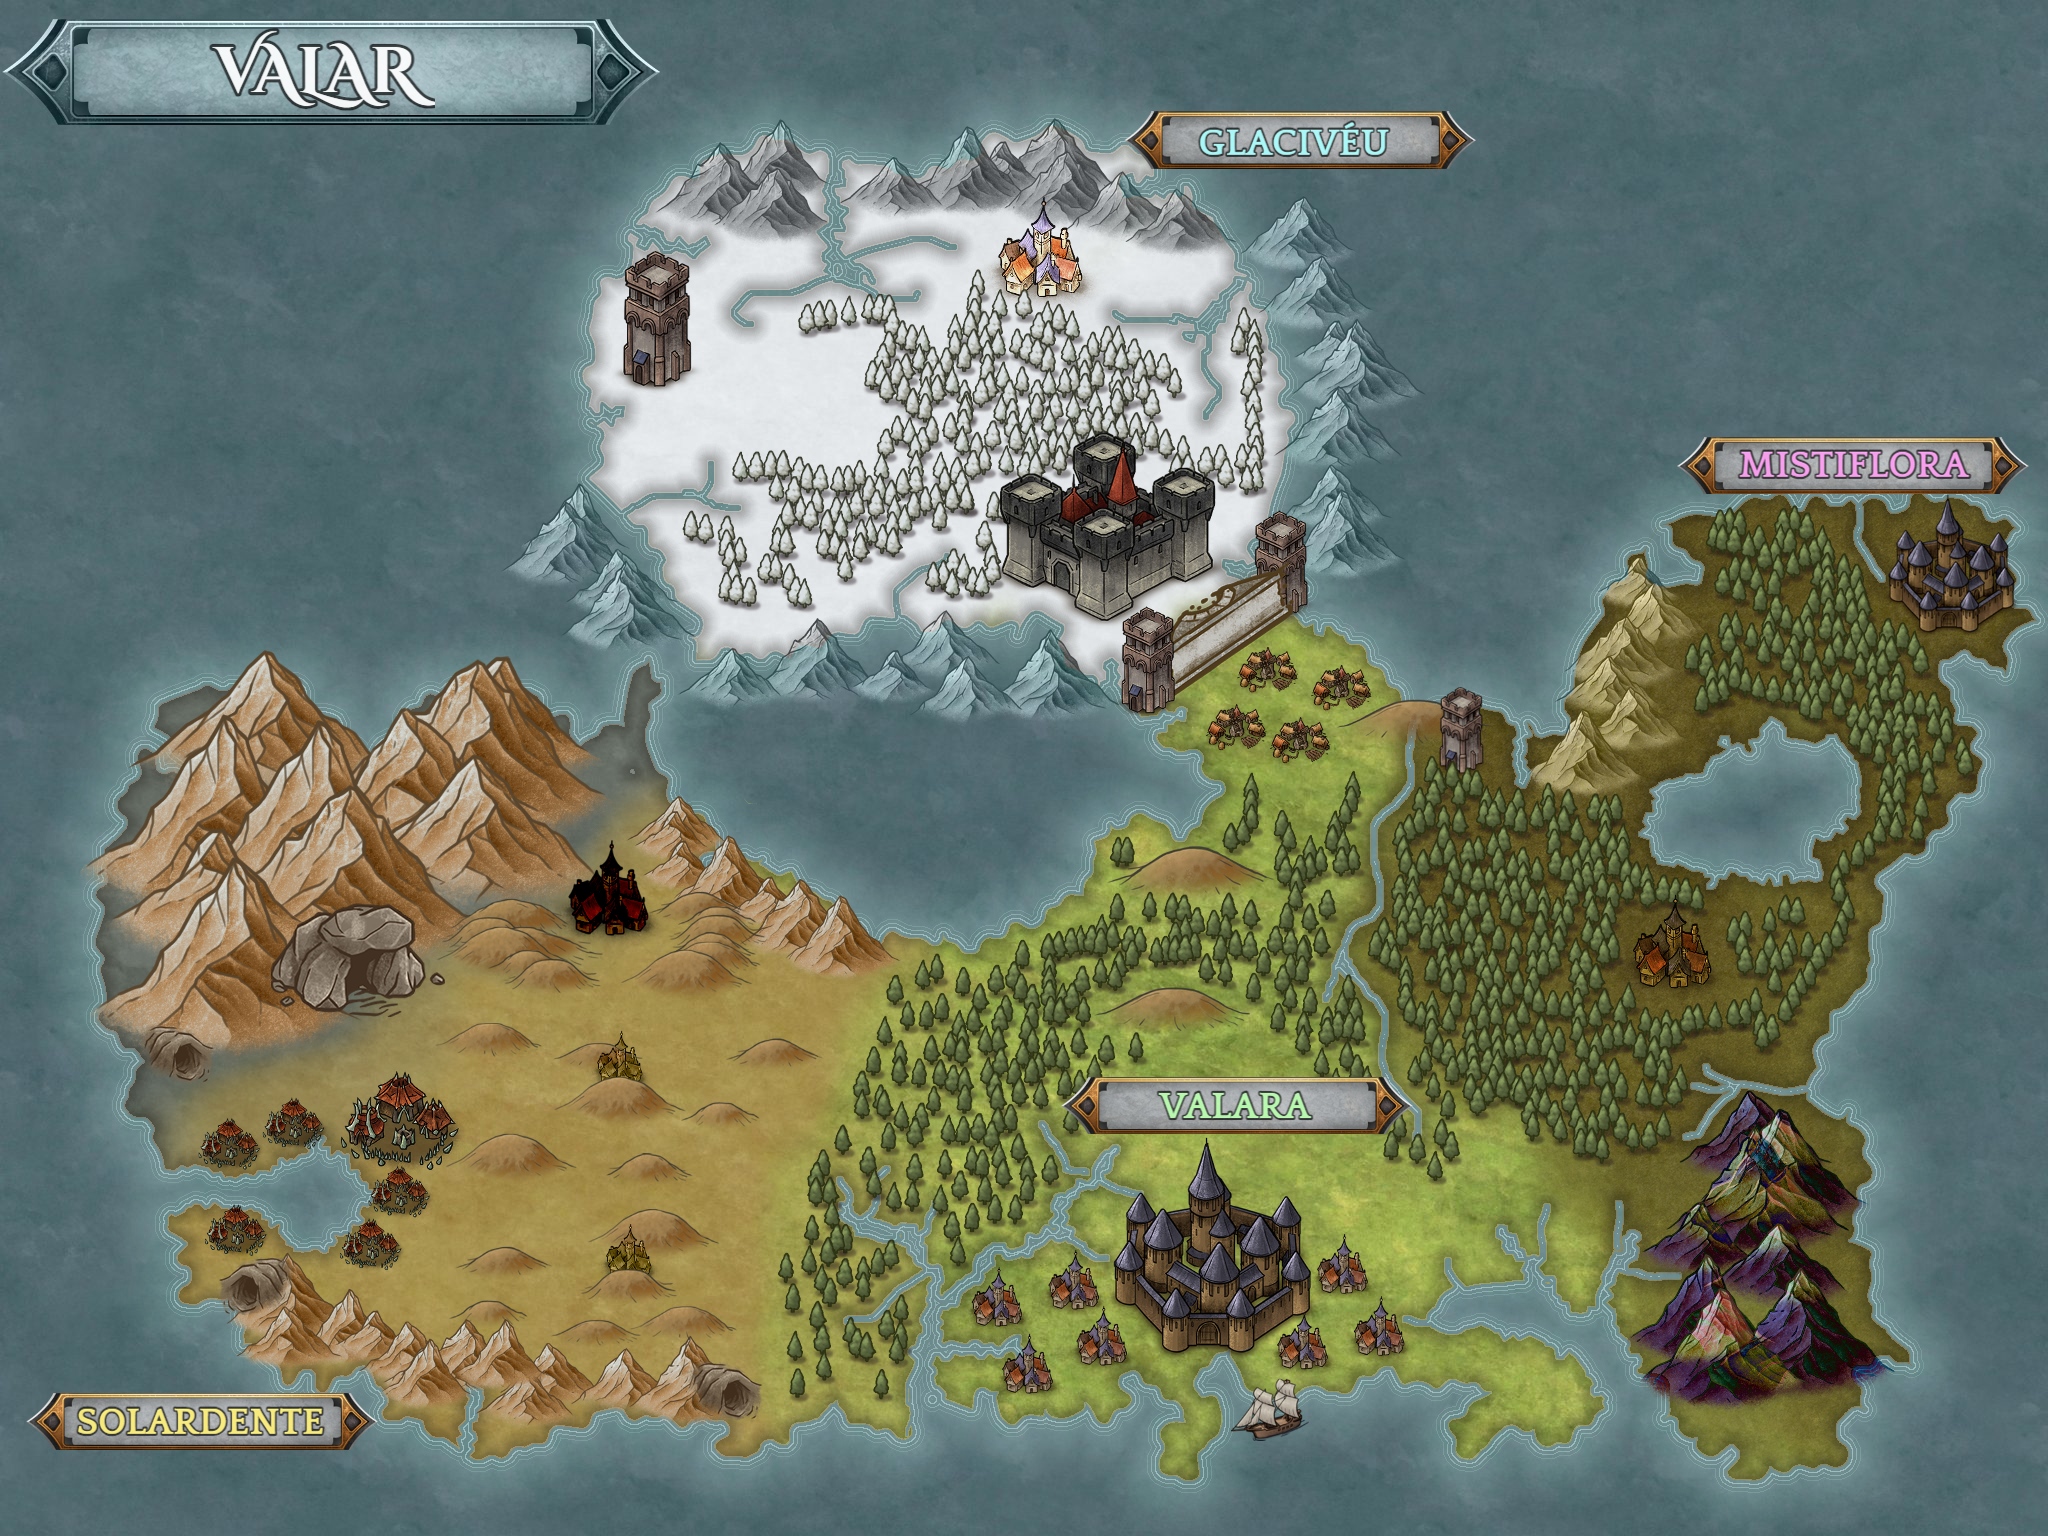 VALAR
GLACIVÉU
MISTIFLORA
VALARA
SOLARDENTE